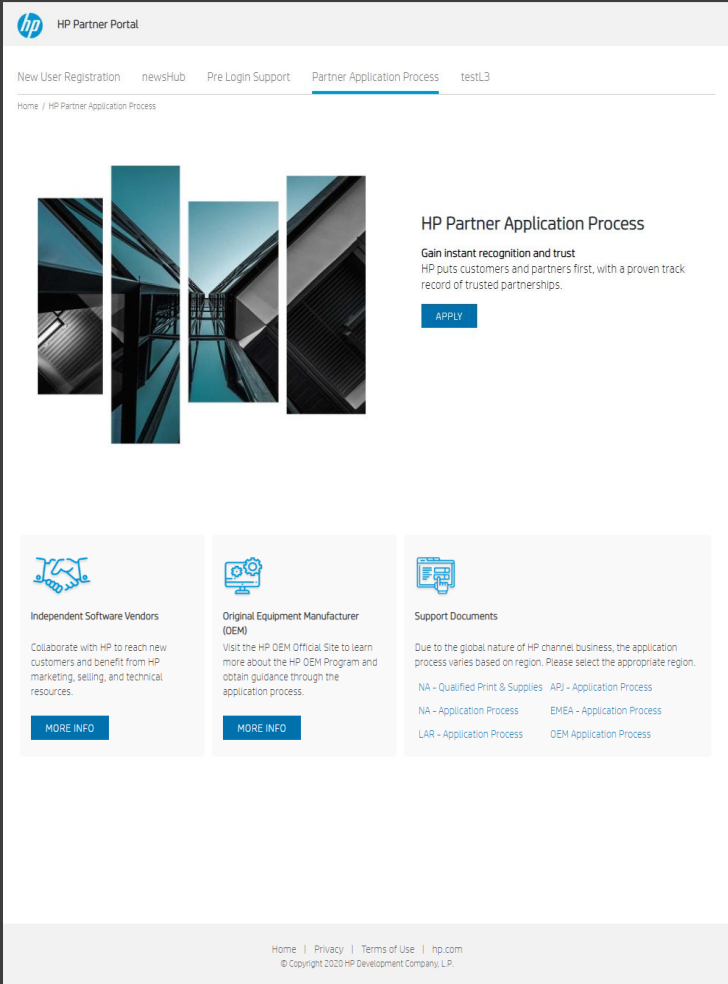 hp
HP Partner Portal
New User Registration newsHub Pre Login Support Partner Application Process testL3
Home / HP Partner Application Process
HP Partner Application Process
Gain instant recognition and trust
HP puts customers and partners first, with a proven track
record of trusted partnerships.
APPLY
Independent Software Vendors
Collaborate with HP to reach new
customers and benefit from HP
marketing, selling, and technical
resources.
MORE INFO
Original Equipment Manufacturer
(OEM)
Visit the HP OEM Official Site to learn
more about the HP OEM Program and
obtain guidance through the
application process.
MORE INFO
Support Documents
Due to the global nature of HP channel business, the application
process varies based on region. Please select the appropriate region.
NA - Qualified Print & Supplies APJ - Application Process
NA - Application Process EMEA - Application Process
LAR - Application Process OEM Application Process
Home | Privacy | Terms of Use | hp.com
© Copyright 2020 HP Development Company, L.P.